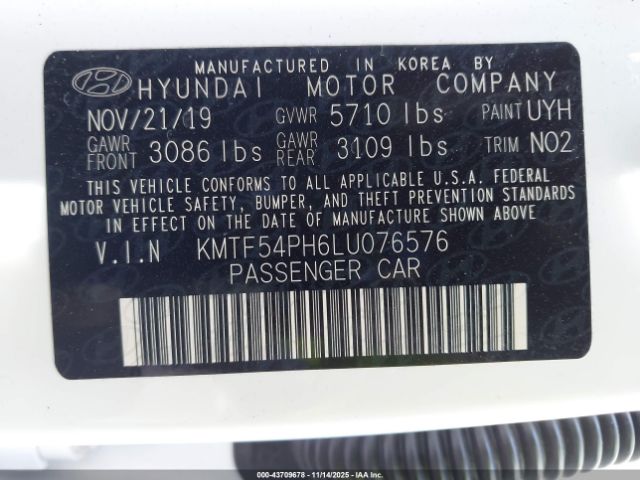 MANUFACTURED IN KOREA BY
HYUNDAI MOTOR COMPANY
NOV/21/19 GVWR 5710 lbs PAINT UYH
GAWR FRONT 3086 lbs GAWR REAR 3109 lbs TRIM NO2
THIS VEHICLE CONFORMS TO ALL APPLICABLE U.S.A. FEDERAL
MOTOR VEHICLE SAFETY, BUMPER, AND THEFT PREVENTION STANDARDS
IN EFFECT ON THE DATE OF MANUFACTURE SHOWN ABOVE
V.I.N KMTF54PH6LU076576
PASSENGER CAR
000-43709678 - 11/14/2025 - IAA Inc.